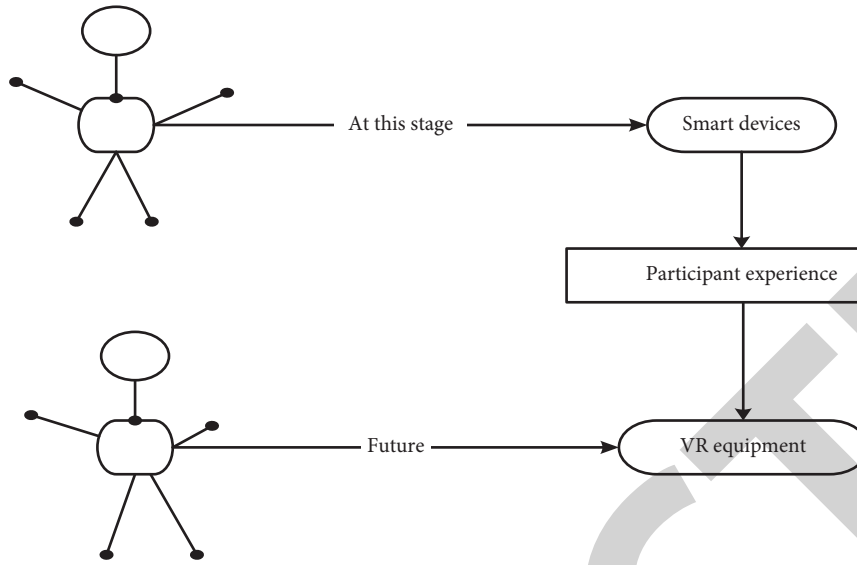 At this stage
Smart devices
Participant experience
Future
VR equipment